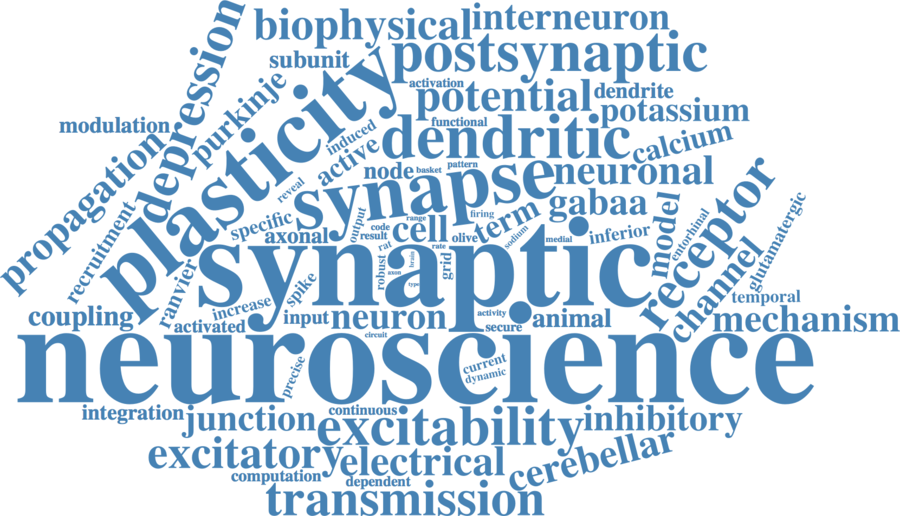 biophysical
interneuron
depression
subunit
postsynaptic
plasticity
activation
potential
dendrite
purkinje
potassium
modulation
functional
induced
dendritic
calcium
active
propagation
node
basket
pattern
neuronal
reveal
synapse
gabaa
receptor
recruitment
specific
output
range
firing
term
model
entorhinal
glutamatergic
axonal
code
result
cell
olive
sodium
medial
inferior
rat
brain
rate
synaptic
ranvier
spike
robust
axon
type
grid
channel
temporal
coupling
increase
activated
input
neuron
activity
secure
animal
mechanism
circuit
neuroscience
precise
current
dynamic
integration
junction
continuous
excitability
inhibitory
excitatory
electrical
cerebellar
computation
dependent
transmission